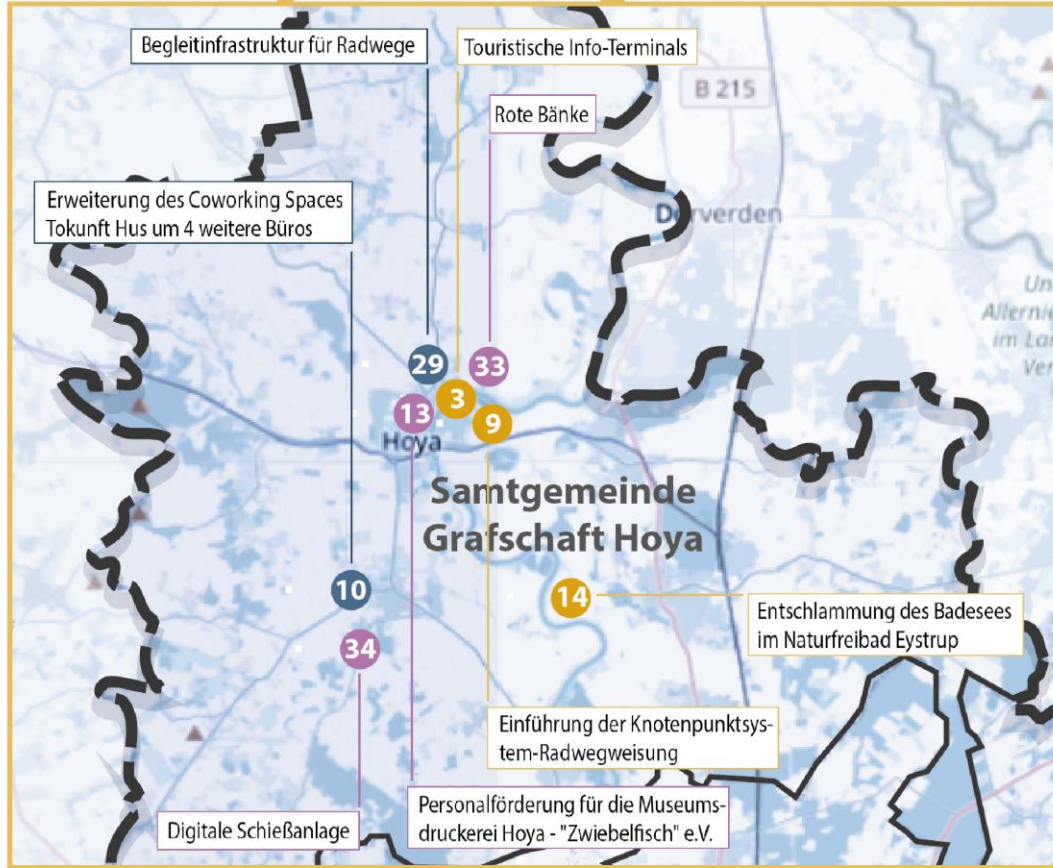 Begleitinfrastruktur für Radwege
Touristische Info-Terminals
B 215
Rote Bänke
Erweiterung des Coworking Spaces
Tokunft Hus um 4 weitere Büros
29
33
3
13
9
Hoya
Samtgemeinde
Grafschaft Hoya
10
14
34
Entschlammung des Badesees
im Naturfreibad Eystrup
Einführung der Knotenpunktsys-
tem-Radwegweisung
Digitale Schießanlage
Personalförderung für die Museums-
druckerei Hoya - "Zwiebelfisch" e.V.